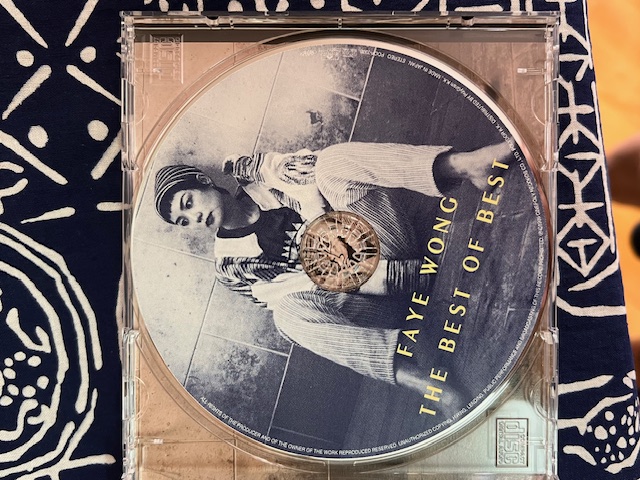 FAYE WONG
THE BEST OF BEST
STEREO
MADE IN JAPAN
ALL RIGHTS OF THE PRODUCER AND OF THE OWNER OF THE WORK REPRODUCED RESERVED. UNAUTHORIZED COPYING, HIRING, LENDING, PUBLIC PERFORMANCE AND BROADCASTING OF THIS RECORD PROHIBITED.
disc